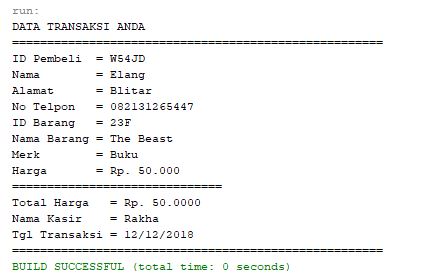 run:
DATA TRANSAKSI ANDA
=====================================================
ID Pembeli  = W54JD
Nama        = Elang
Alamat      = Blitar
No Telpon   = 082131265447
ID Barang   = 23F
Nama Barang = The Beast
Merk        = Buku
Harga       = Rp. 50.000
==============================
Total Harga   = Rp. 50.0000
Nama Kasir    = Rakha
Tgl Transaksi = 12/12/2018
=====================================================
BUILD SUCCESSFUL (total time: 0 seconds)